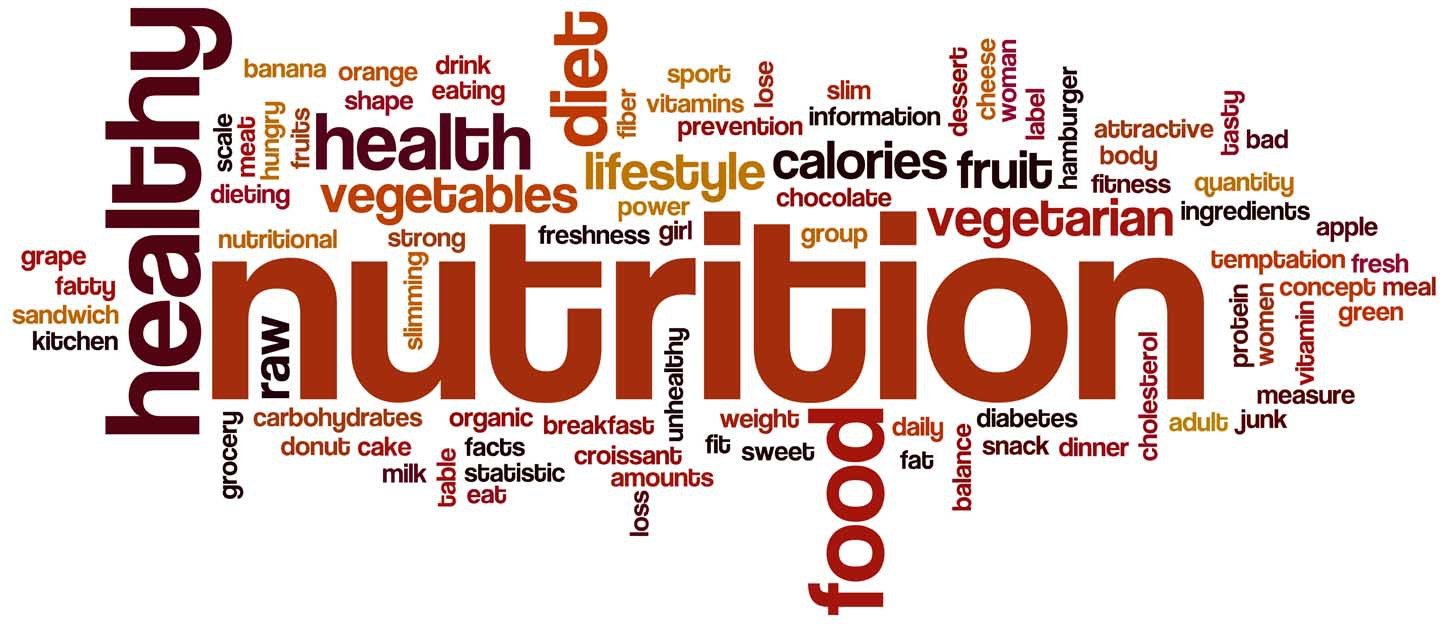 healthy
banana
orange
drink
eating
shape
diet
sport
vitamins
fiber
lose
prevention
slim
information
dessert
cheese
woman
label
hamburger
attractive
tasty
bad
body
scale
meat
hungry
fruits
health
lifestyle
calories
fruit
fitness
quantity
dieting
vegetables
power
chocolate
vegetarian
ingredients
apple
nutritional
strong
freshness
girl
group
grape
fatty
sandwich
kitchen
nutrition
raw
slimming
unhealthy
temptation
fresh
concept
meal
green
protein
women
vitamin
measure
grocery
carbohydrates
organic
breakfast
weight
food
daily
diabetes
cholesterol
adult
junk
donut
cake
facts
croissant
fit
sweet
fat
balance
snack
dinner
milk
table
statistic
amounts
eat
loss